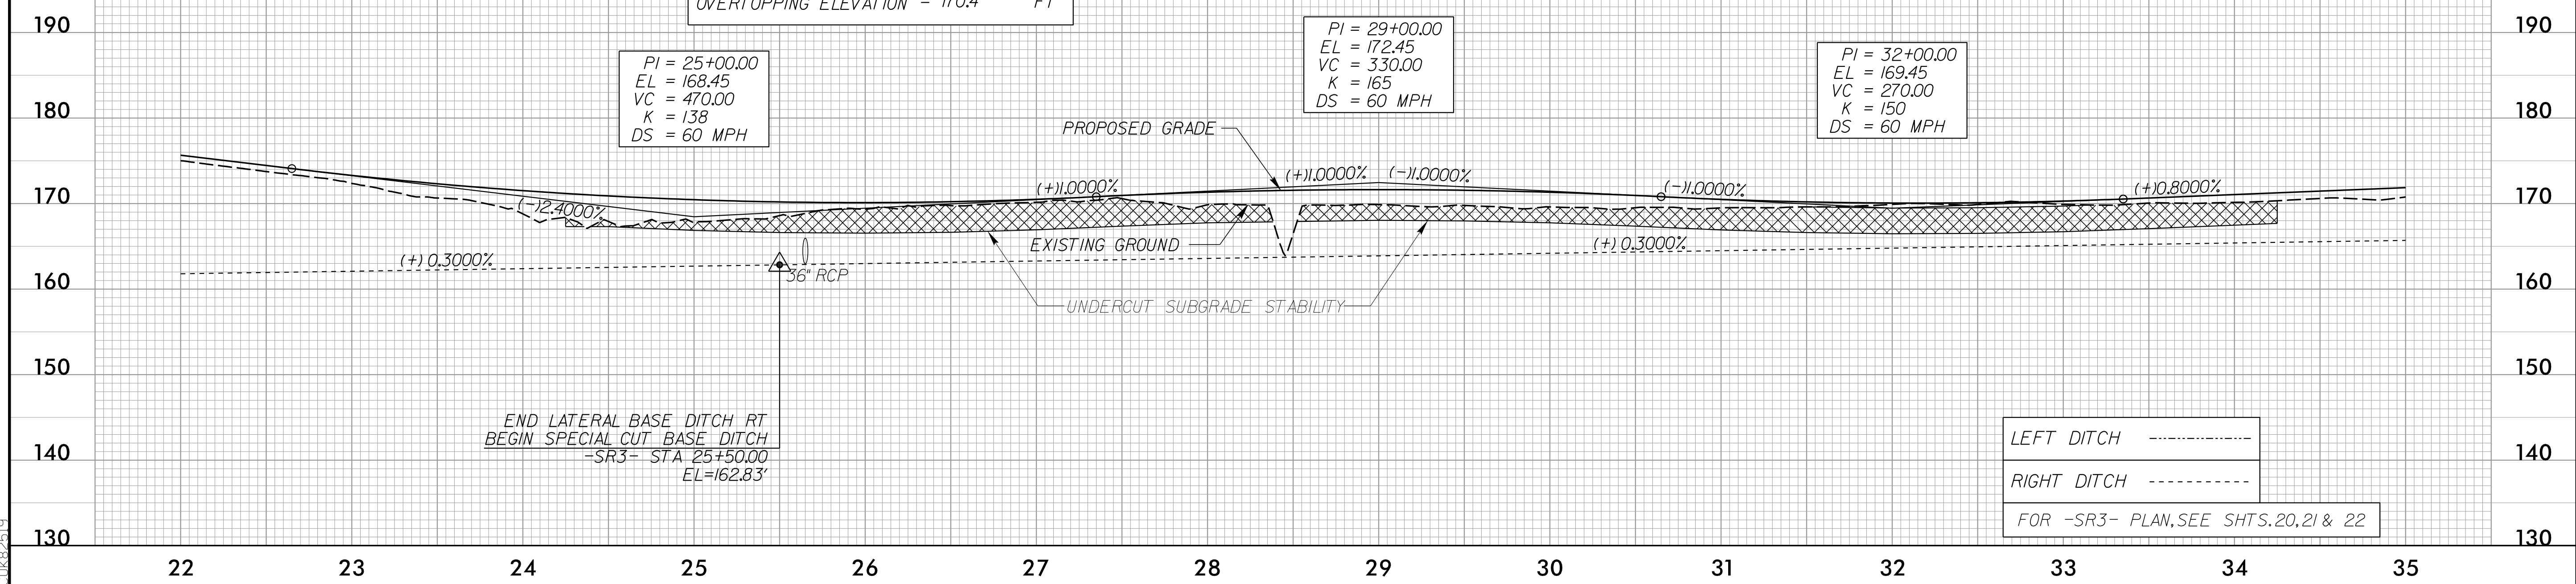 OVERTOPPING ELEVATION = 170.4' FT
190
190
PI = 25+00.00
EL = 168.45
VC = 470.00
K = 138
DS = 60 MPH
PI = 29+00.00
EL = 172.45
VC = 330.00
K = 165
DS = 60 MPH
PI = 32+00.00
EL = 169.45
VC = 270.00
K = 150
DS = 60 MPH
180
180
PROPOSED GRADE
(+)1.0000%
(-)1.0000%
(+)1.0000%
(-)1.0000%
(+)0.8000%
170
170
(-)2.4000%
EXISTING GROUND
(+) 0.3000%
(+) 0.3000%
36" RCP
160
160
UNDERCUT SUBGRADE STABILITY
150
150
END LATERAL BASE DITCH RT
BEGIN SPECIAL CUT BASE DITCH
-SR3- STA 25+50.00
EL=162.83'
140
140
LEFT DITCH
RIGHT DITCH
FOR -SR3- PLAN, SEE SHTS. 20, 21 & 22
130
130
22 23 24 25 26 27 28 29 30 31 32 33 34 35